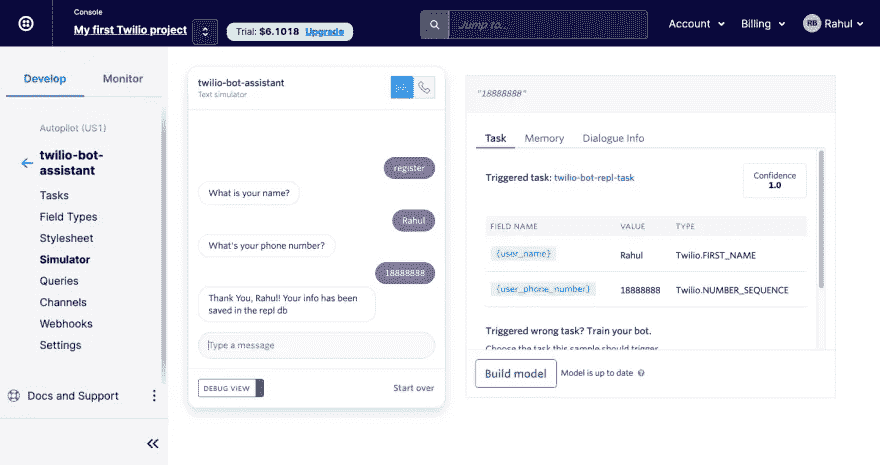 Console
My first Twilio project
Trial: $6.1018 Upgrade
Jump to...
Account
Billing
RB Rahul
Develop
Monitor
Autopilot (US1)
twilio-bot-
assistant
Tasks
Field Types
Stylesheet
Simulator
Queries
Channels
Webhooks
Settings
Docs and Support
twilio-bot-assistant
Text simulator
register
What is your name?
Rahul
What's your phone number?
18888888
Thank You, Rahul! Your info has been
saved in the repl db
Type a message
DEBUG VIEW
Start over
"18888888"
Task
Memory
Dialogue Info
Triggered task: twilio-bot-repl-task
Confidence
1.0
FIELD NAME VALUE TYPE
{user_name} Rahul Twilio.FIRST_NAME
{user_phone_number} 18888888 Twilio.NUMBER_SEQUENCE
Triggered wrong task? Train your bot.
Choose the task this sample should trigger
Build model
Model is up to date